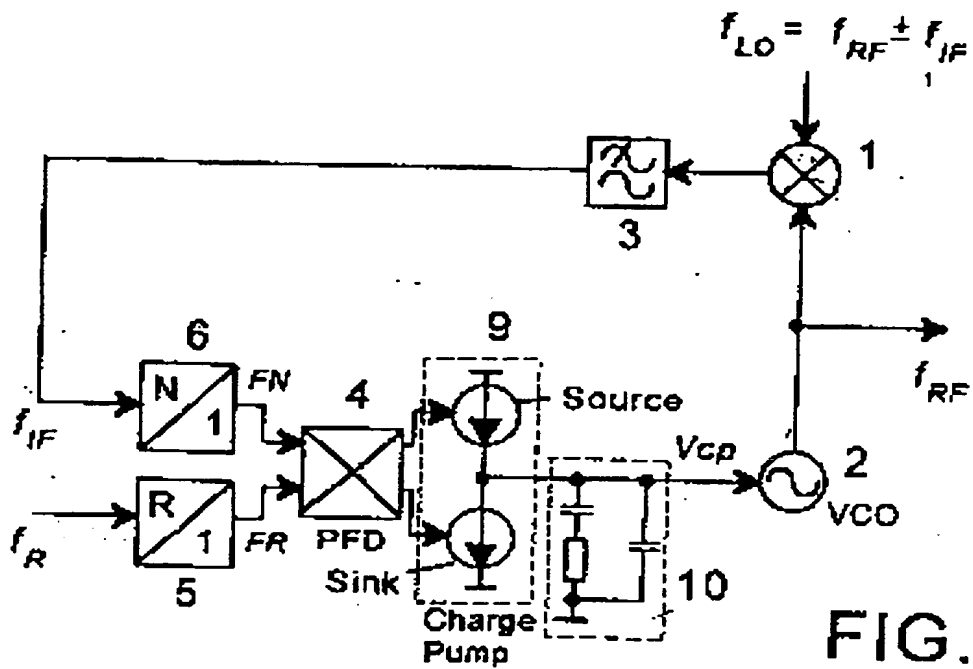 f_LO = f_RF ± f_IF
1
3
6
9
N
1
FN
4
Source
f_IF
Vcp
f_RF
2
VCO
R
1
FR
PFD
f_R
5
Sink
10
Charge
Pump
FIG.